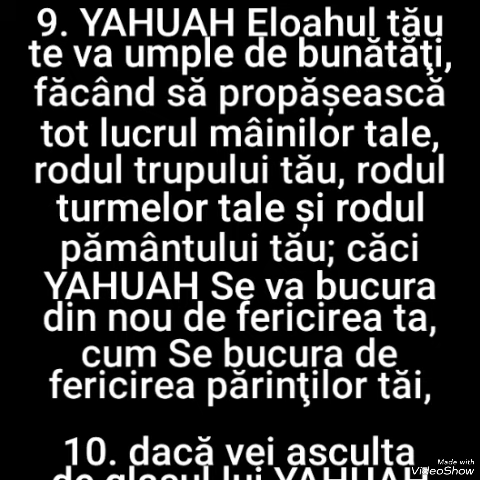 9. YAHUAH Eloahul tău
te va umple de bunătăţi,
făcând să propășească
tot lucrul mâinilor tale,
rodul trupului tău, rodul
turmelor tale și rodul
pământului tău; căci
YAHUAH Se va bucura
din nou de fericirea ta,
cum Se bucura de
fericirea părinţilor tăi,
10. dacă vei asculta
de glasul lui YAHUAH
Made with
VideoShow